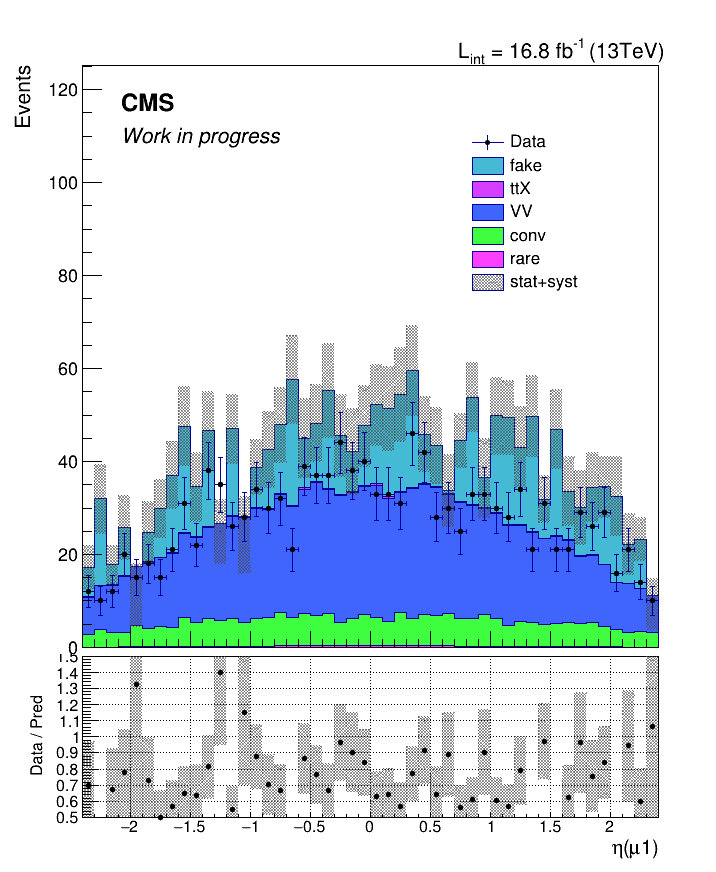 L_int = 16.8 fb^-1 (13TeV)
Events
120
100
80
60
40
20
0
CMS
Work in progress
Data
fake
ttX
VV
conv
rare
stat+syst
Data / Pred
1.5
1.4
1.3
1.2
1.1
1
0.9
0.8
0.7
0.6
0.5
−2 −1.5 −1 −0.5 0 0.5 1 1.5 2
η(μ1)